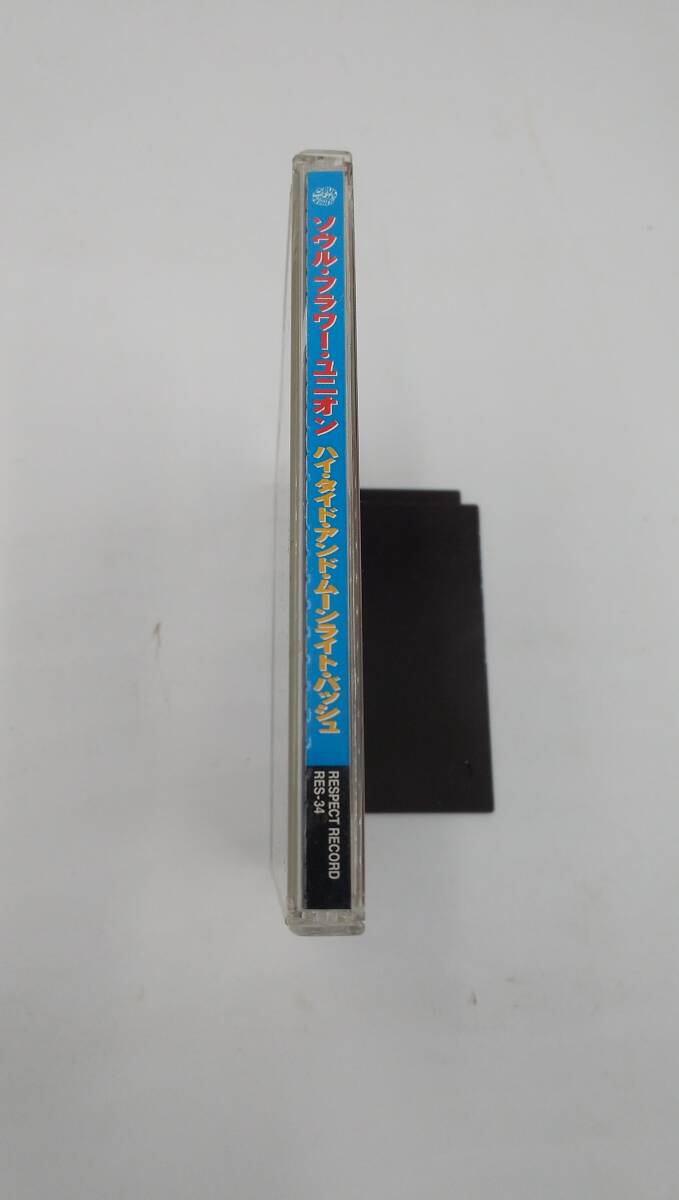 ソウル・フラワー・ユニオン
ハイ・タイド・アンド・ムーンライト・バッシュ
RESPECT RECORD
RES-34